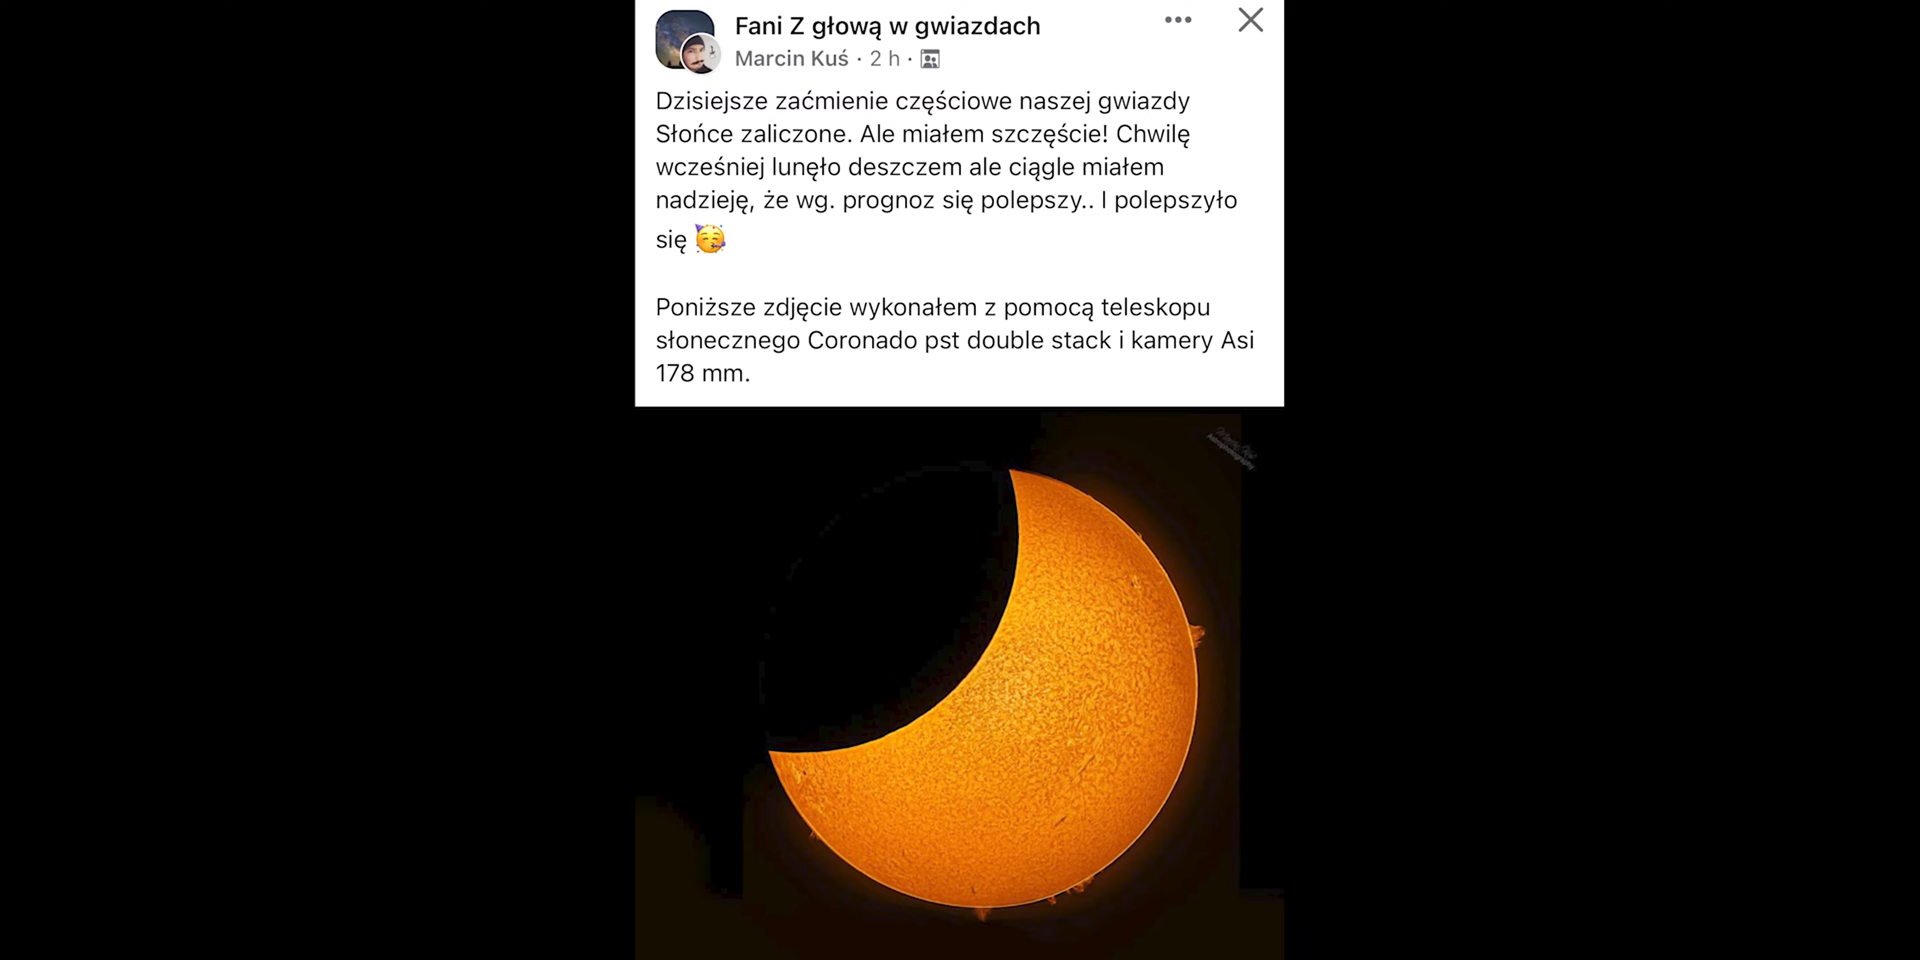 Fani Z głową w gwiazdach
Marcin Kuś · 2 h ·
Dzisiejsze zaćmienie częściowe naszej gwiazdy
Słońce zaliczone. Ale miałem szczęście! Chwilę
wcześniej lunęło deszczem ale ciągle miałem
nadzieję, że wg. prognoz się polepszy.. I polepszyło
się 🥳
Poniższe zdjęcie wykonałem z pomocą teleskopu
słonecznego Coronado pst double stack i kamery Asi
178 mm.